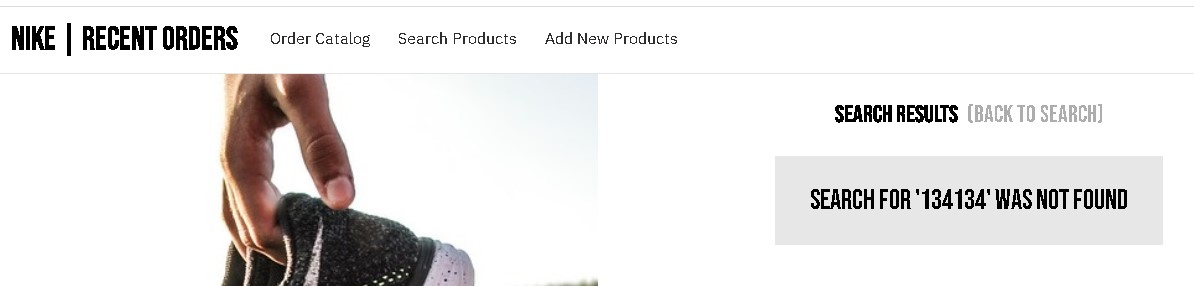 NIKE | RECENT ORDERS Order Catalog Search Products Add New Products
SEARCH RESULTS (BACK TO SEARCH)
SEARCH FOR '134134' WAS NOT FOUND